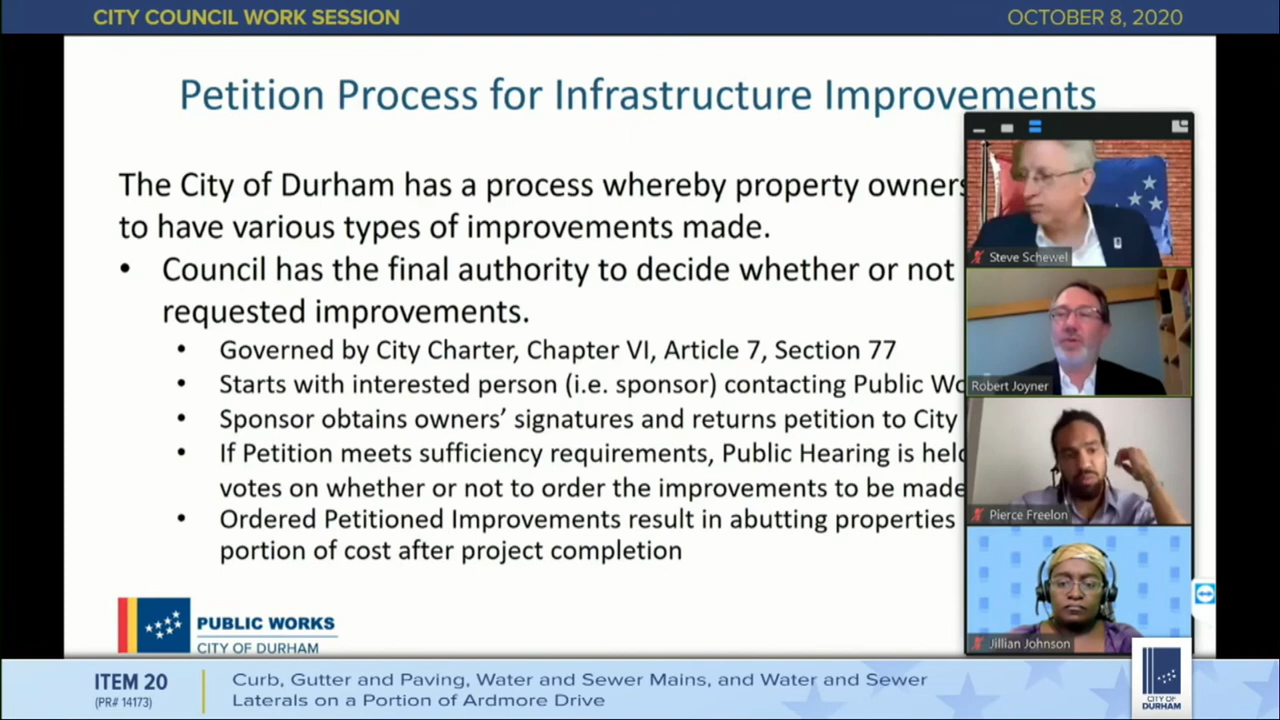 CITY COUNCIL WORK SESSION
OCTOBER 8, 2020
Petition Process for Infrastructure Improvements
The City of Durham has a process whereby property owners
to have various types of improvements made.
• Council has the final authority to decide whether or not
requested improvements.
• Governed by City Charter, Chapter VI, Article 7, Section 77
• Starts with interested person (i.e. sponsor) contacting Public
• Sponsor obtains owners’ signatures and returns petition to City
• If Petition meets sufficiency requirements, Public Hearing is
votes on whether or not to order the improvements to be made
• Ordered Petitioned Improvements result in abutting properties
portion of cost after project completion
Steve Schewel
Robert Joyner
Pierce Freelon
Jillian Johnson
PUBLIC WORKS
CITY OF DURHAM
ITEM 20
(PR# 14173)
Curb, Gutter and Paving, Water and Sewer Mains, and Water and Sewer
Laterals on a Portion of Ardmore Drive
CITY OF
DURHAM